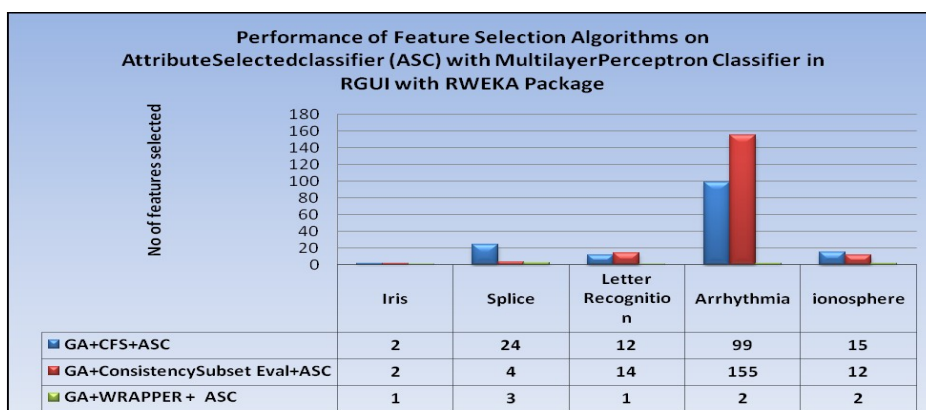 Performance of Feature Selection Algorithms on
AttributeSelectedclassifier (ASC) with MultilayerPerceptron Classifier in
RGUI with RWEKA Package
No of features selected
180
160
140
120
100
80
60
40
20
0
Iris Splice Letter Recognitio n Arrhythmia ionosphere
GA+CFS+ASC 2 24 12 99 15
GA+ConsistencySubset Eval+ASC 2 4 14 155 12
GA+WRAPPER + ASC 1 3 1 2 2